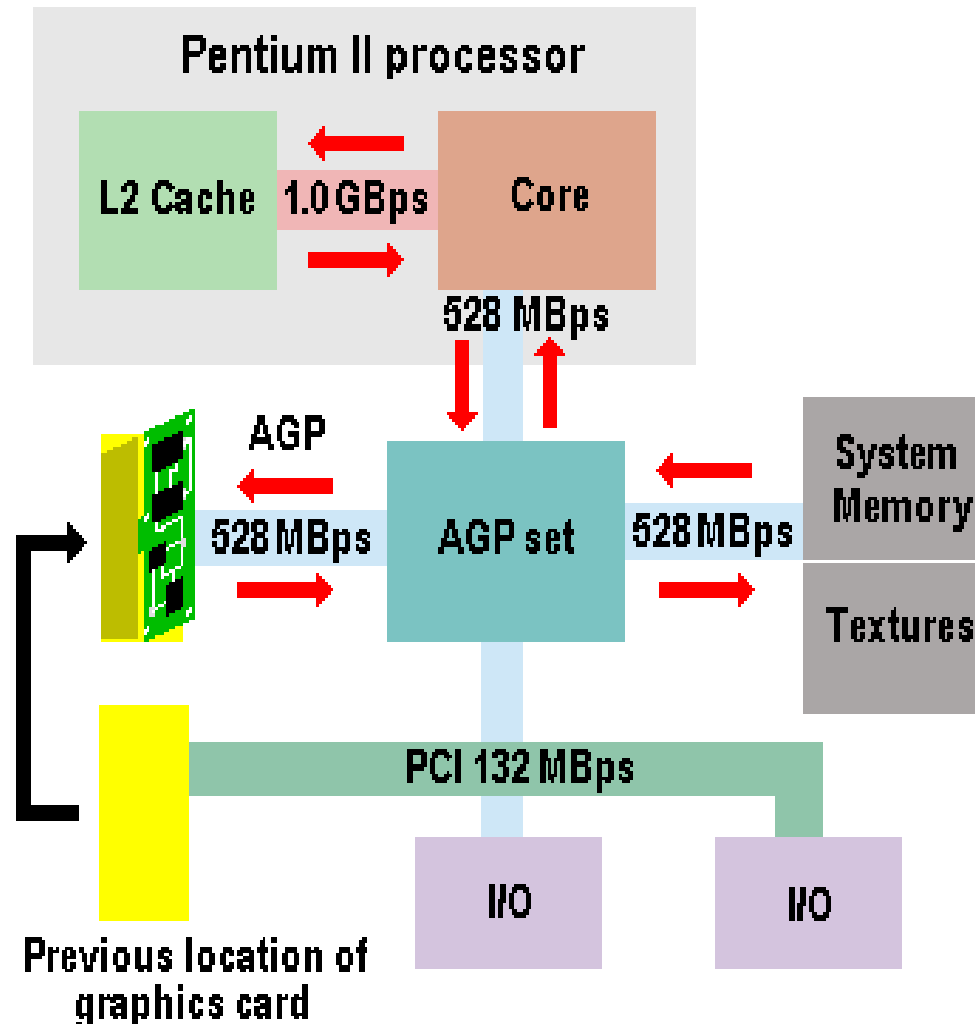 Pentium II processor
L2 Cache
1.0 GBps
Core
528 MBps
AGP
528 MBps
AGP set
528 MBps
System
Memory
Textures
PCI 132 MBps
I/O
I/O
Previous location of
graphics card